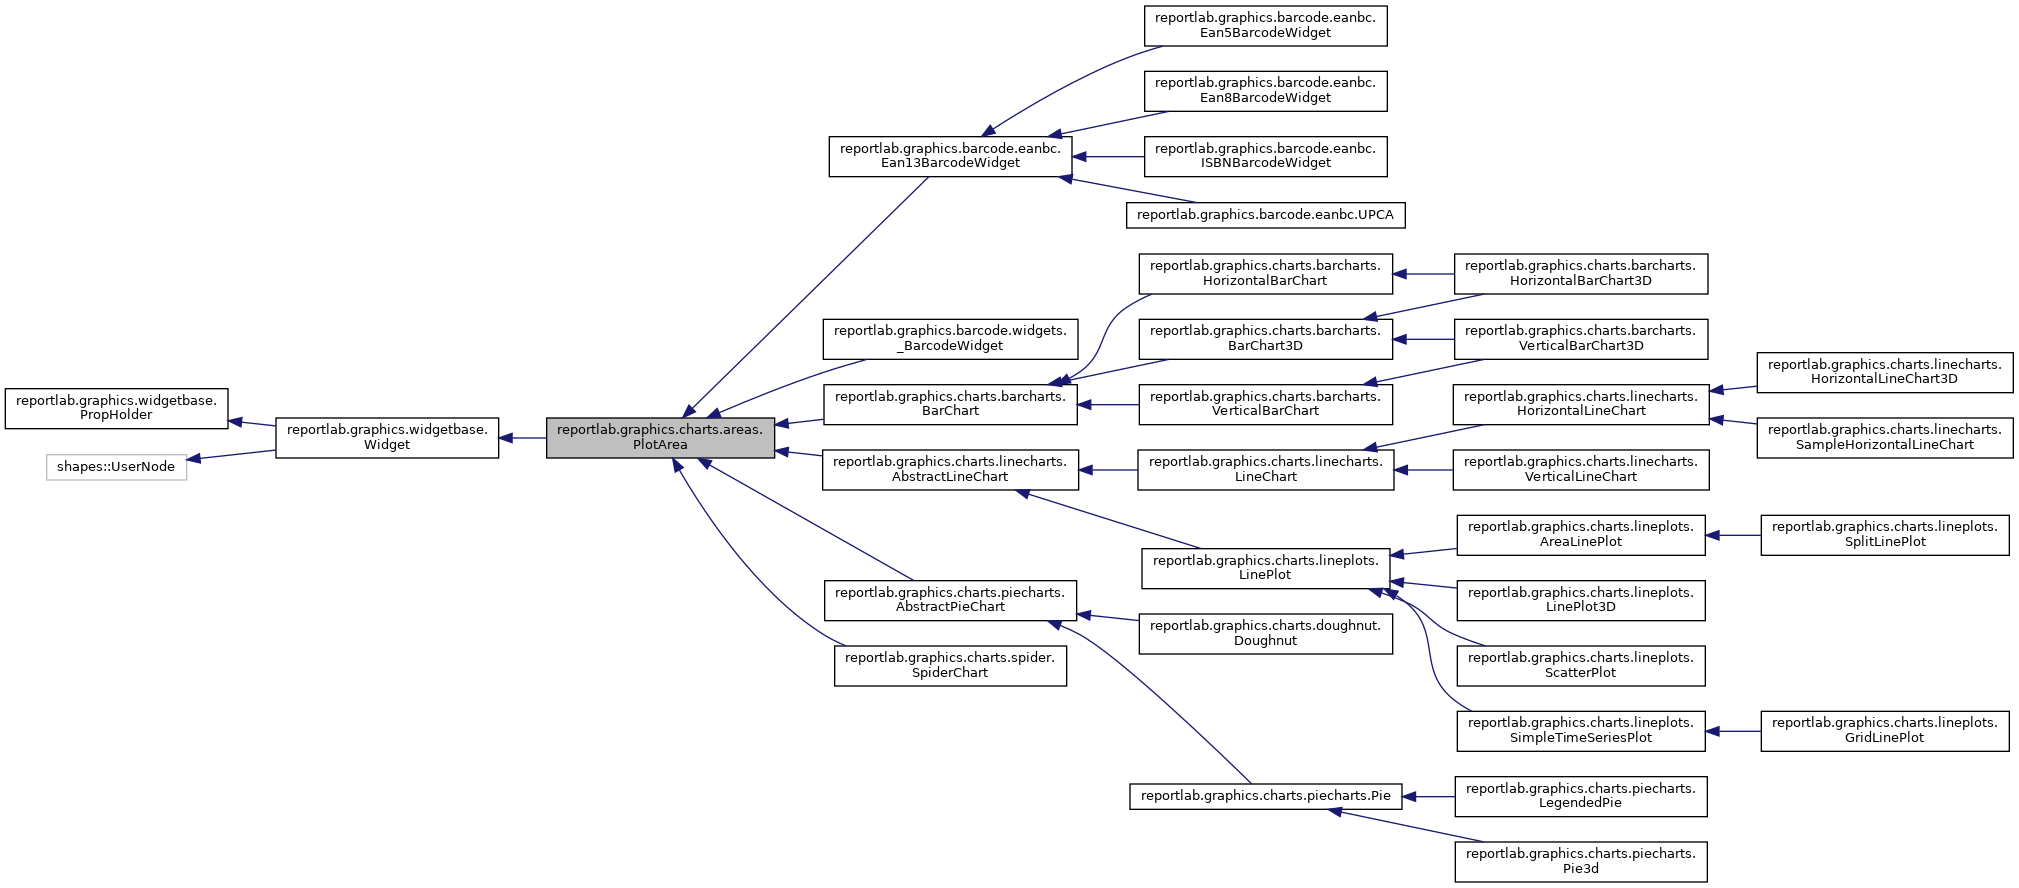 reportlab.graphics.widgetbase.
PropHolder
shapes::UserNode
reportlab.graphics.widgetbase.
Widget
reportlab.graphics.charts.areas.
PlotArea
reportlab.graphics.barcode.eanbc.
Ean13BarcodeWidget
reportlab.graphics.barcode.widgets.
_BarcodeWidget
reportlab.graphics.charts.barcharts.
BarChart
reportlab.graphics.charts.linecharts.
AbstractLineChart
reportlab.graphics.charts.piecharts.
AbstractPieChart
reportlab.graphics.charts.spider.
SpiderChart
reportlab.graphics.barcode.eanbc.
Ean5BarcodeWidget
reportlab.graphics.barcode.eanbc.
Ean8BarcodeWidget
reportlab.graphics.barcode.eanbc.
ISBNBarcodeWidget
reportlab.graphics.barcode.eanbc.UPCA
reportlab.graphics.charts.barcharts.
HorizontalBarChart
reportlab.graphics.charts.barcharts.
BarChart3D
reportlab.graphics.charts.barcharts.
VerticalBarChart
reportlab.graphics.charts.linecharts.
LineChart
reportlab.graphics.charts.lineplots.
LinePlot
reportlab.graphics.charts.doughnut.
Doughnut
reportlab.graphics.charts.piecharts.Pie
reportlab.graphics.charts.barcharts.
HorizontalBarChart3D
reportlab.graphics.charts.barcharts.
VerticalBarChart3D
reportlab.graphics.charts.linecharts.
HorizontalLineChart
reportlab.graphics.charts.linecharts.
VerticalLineChart
reportlab.graphics.charts.lineplots.
AreaLinePlot
reportlab.graphics.charts.lineplots.
LinePlot3D
reportlab.graphics.charts.lineplots.
ScatterPlot
reportlab.graphics.charts.lineplots.
SimpleTimeSeriesPlot
reportlab.graphics.charts.piecharts.
LegendedPie
reportlab.graphics.charts.piecharts.
Pie3d
reportlab.graphics.charts.linecharts.
HorizontalLineChart3D
reportlab.graphics.charts.linecharts.
SampleHorizontalLineChart
reportlab.graphics.charts.lineplots.
SplitLinePlot
reportlab.graphics.charts.lineplots.
GridLinePlot